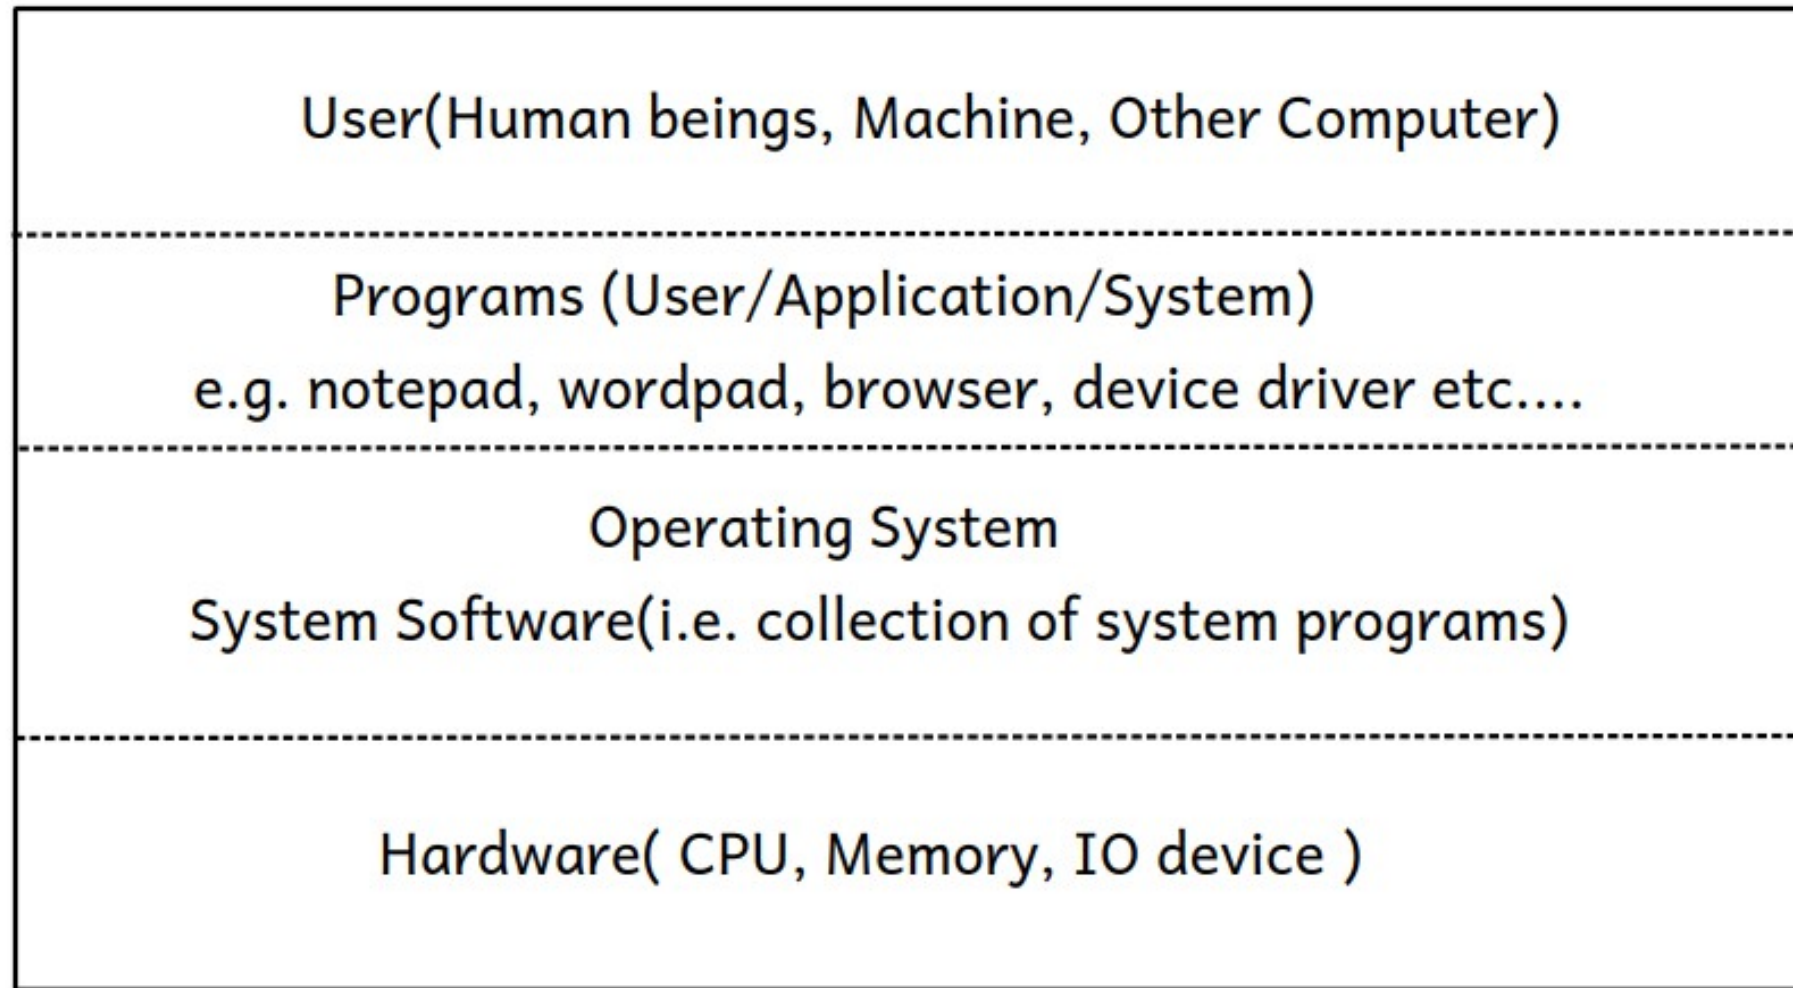 User(Human beings, Machine, Other Computer)
Programs (User/Application/System)
e.g. notepad, wordpad, browser, device driver etc....
Operating System
System Software(i.e. collection of system programs)
Hardware( CPU, Memory, IO device )